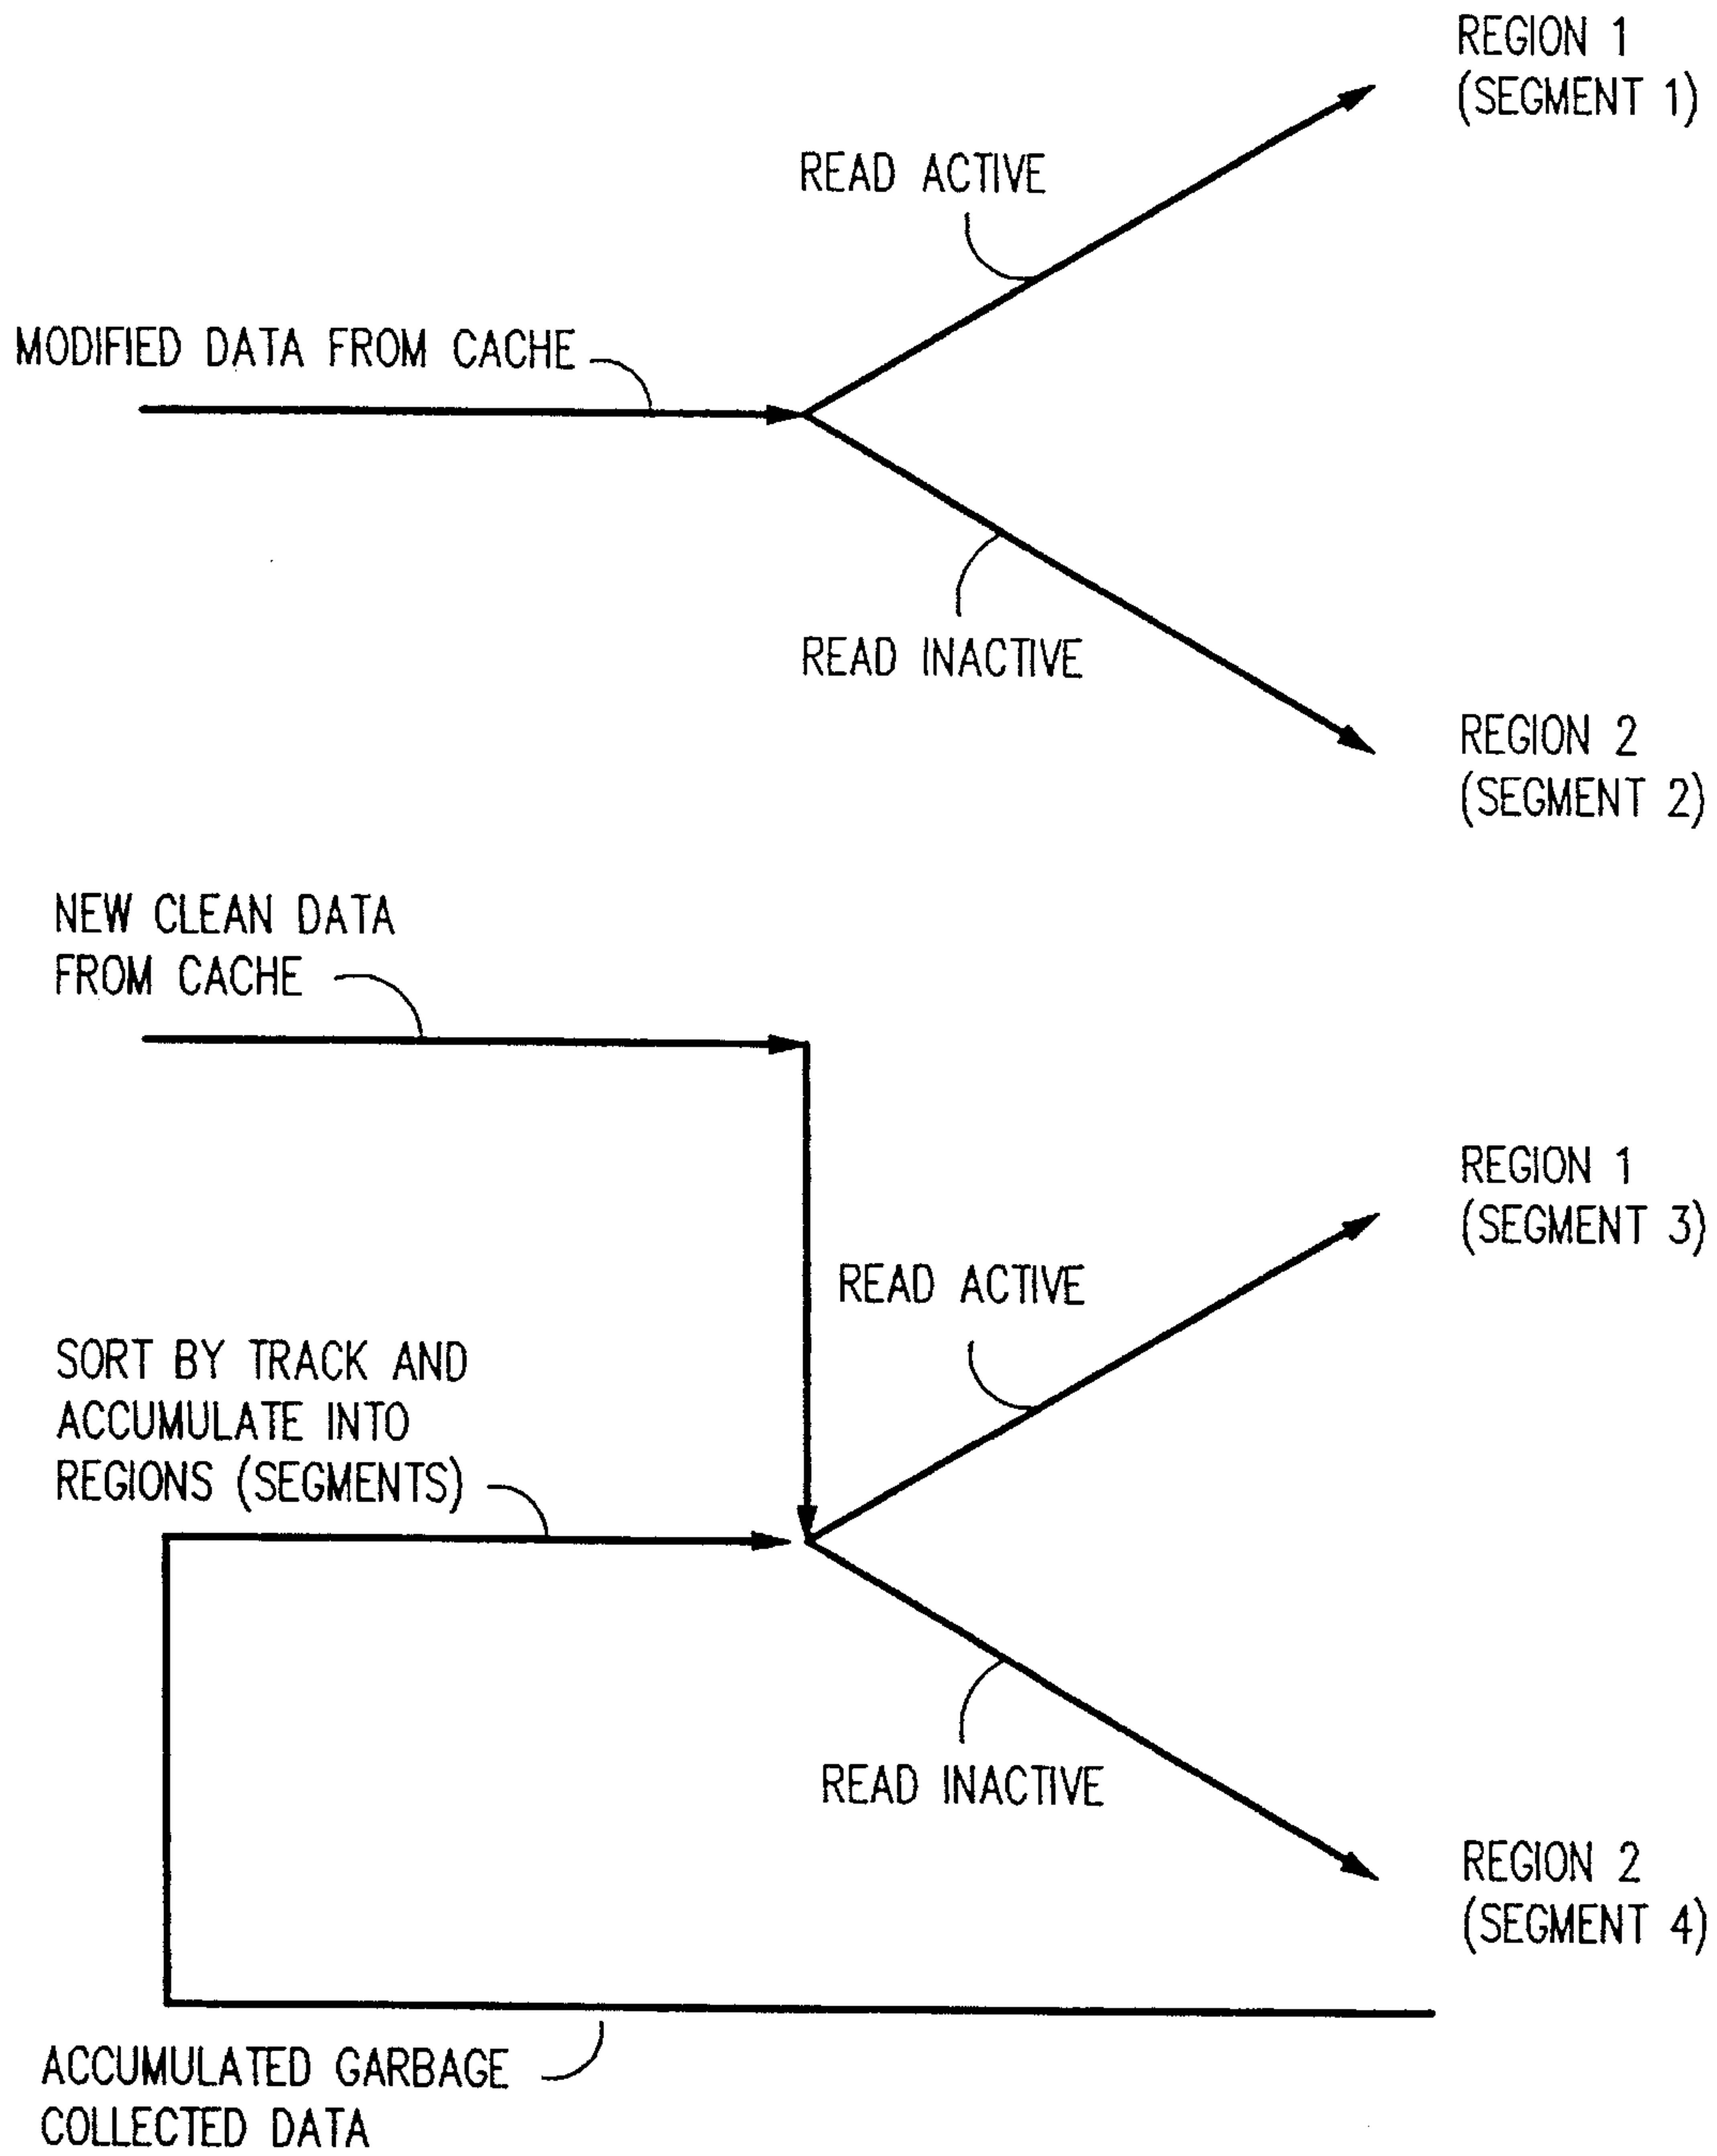 REGION 1
(SEGMENT 1)
READ ACTIVE
MODIFIED DATA FROM CACHE
READ INACTIVE
REGION 2
(SEGMENT 2)
NEW CLEAN DATA
FROM CACHE
REGION 1
(SEGMENT 3)
READ ACTIVE
SORT BY TRACK AND
ACCUMULATE INTO
REGIONS (SEGMENTS)
READ INACTIVE
REGION 2
(SEGMENT 4)
ACCUMULATED GARBAGE
COLLECTED DATA